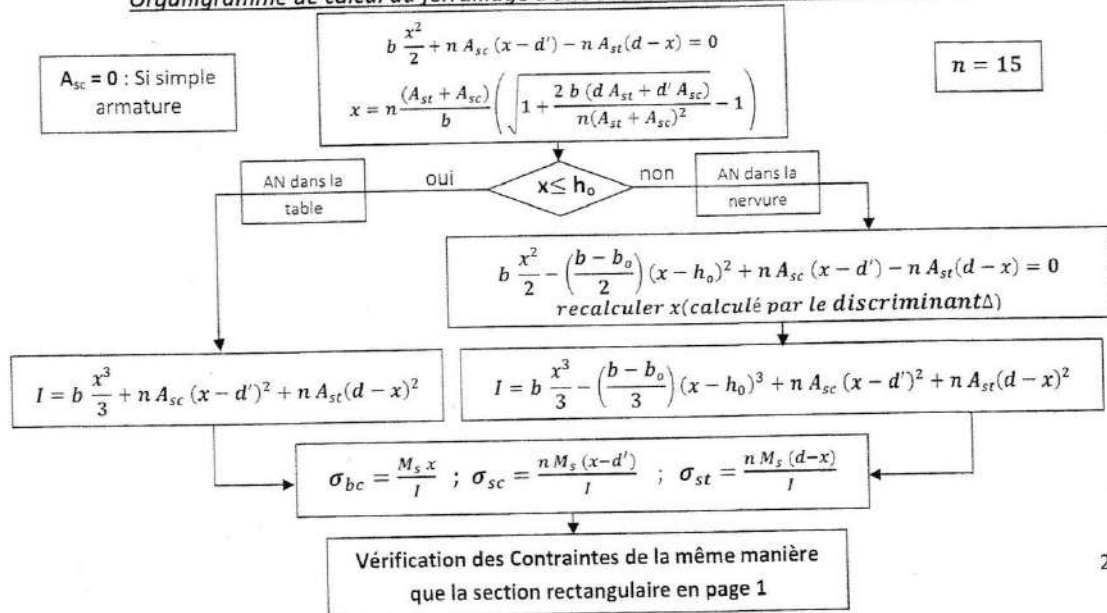 Organigramme de calcul du ferraillage d'une
b x²/2 + n A_sc (x − d') − n A_st(d − x) = 0
x = n (A_st + A_sc)/b (√(1 + 2 b (d A_st + d' A_sc)/(n(A_st + A_sc)²)) − 1)
A_sc = 0 : Si simple
armature
n = 15
AN dans la
table
oui
x≤ h_o
non
AN dans la
nervure
b x²/2 − ((b − b_o)/2) (x − h_o)² + n A_sc (x − d') − n A_st(d − x) = 0
recalculer x(calculé par le discriminantΔ)
I = b x³/3 + n A_sc (x − d')² + n A_st(d − x)²
I = b x³/3 − ((b − b_o)/3) (x − h_0)³ + n A_sc (x − d')² + n A_st(d − x)²
σ_bc = M_s x/I ; σ_sc = n M_s (x−d')/I ; σ_st = n M_s (d−x)/I
Vérification des Contraintes de la même manière
que la section rectangulaire en page 1
2